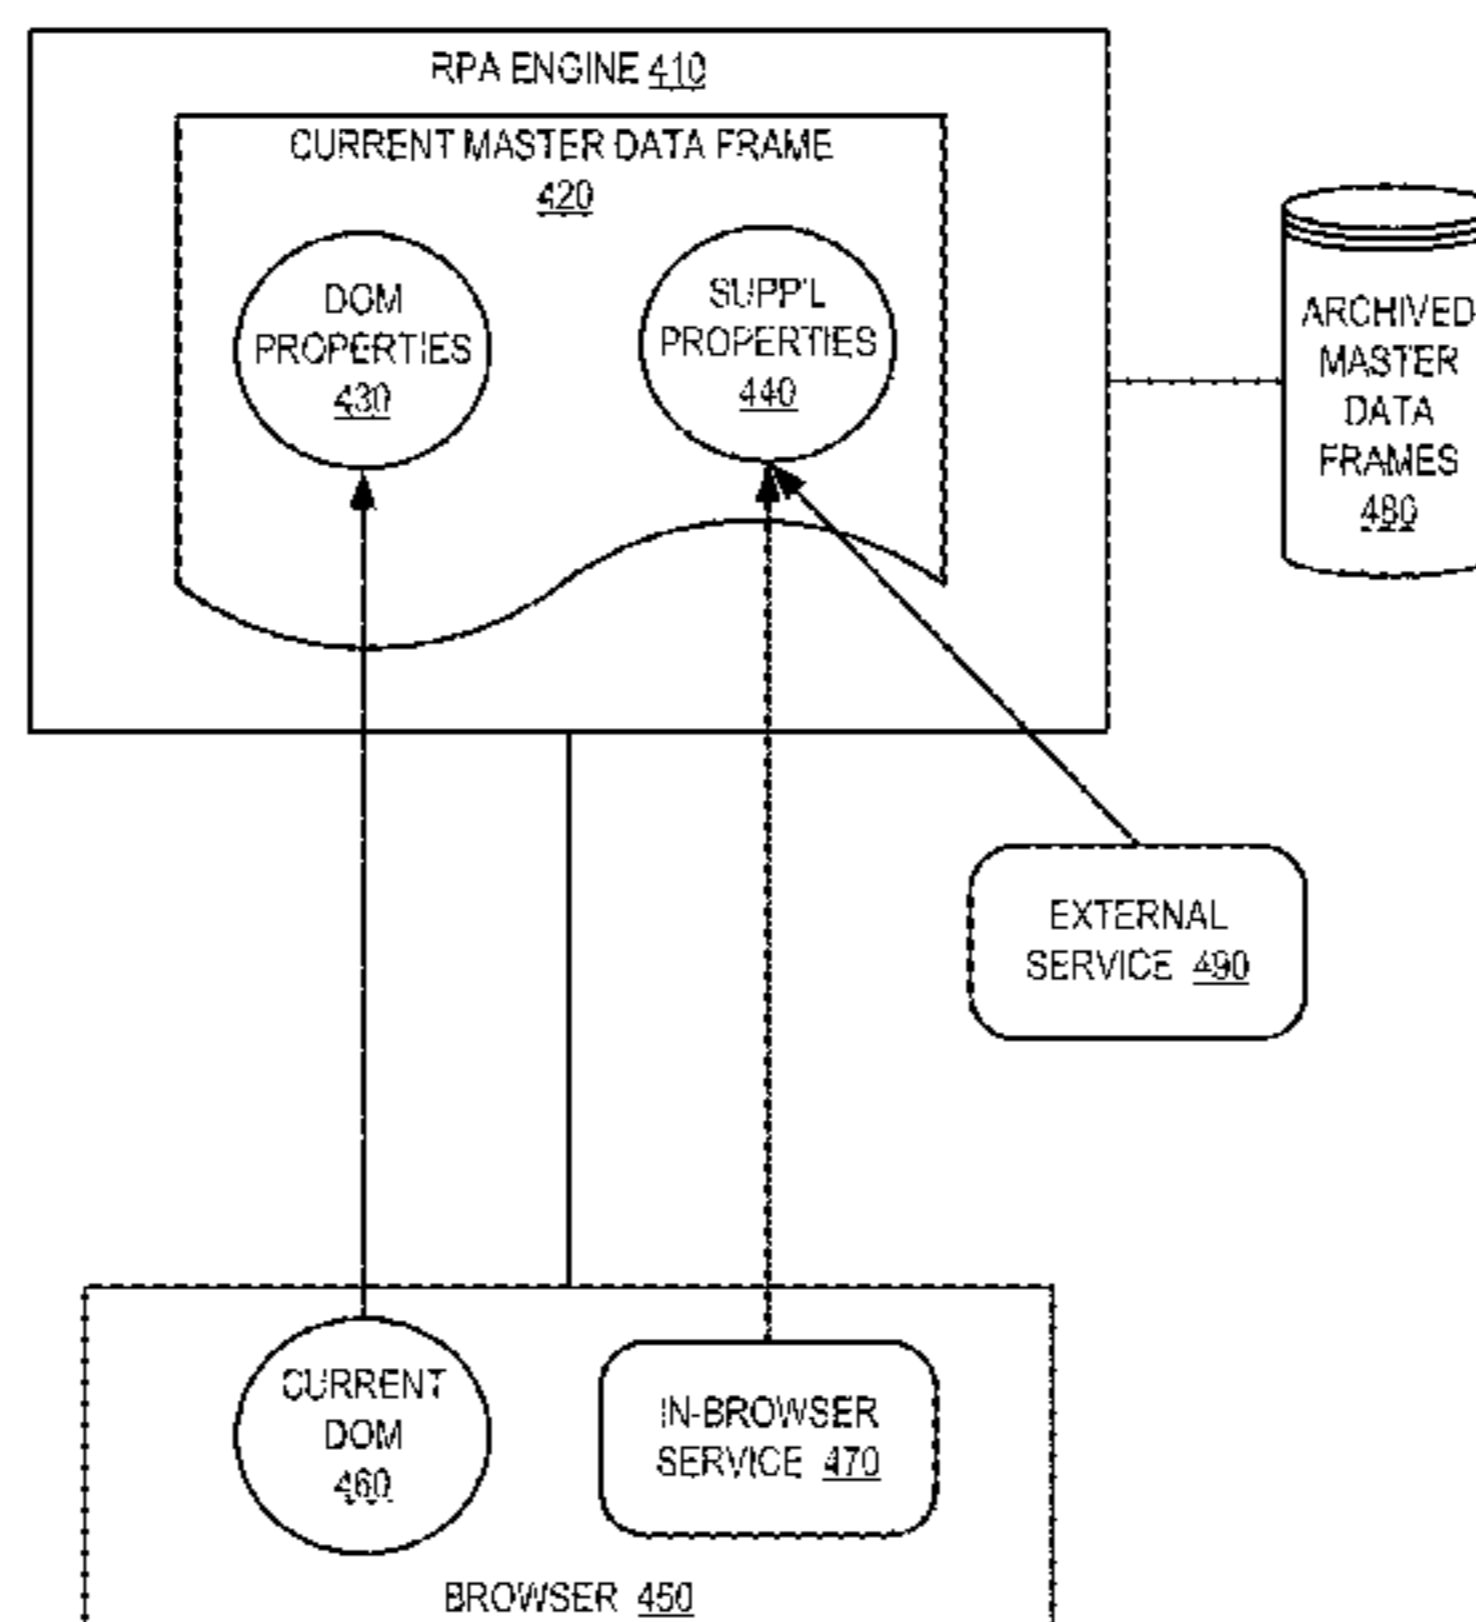 RPA ENGINE 410
CURRENT MASTER DATA FRAME
420
DOM
PROPERTIES
430
SUPP'L
PROPERTIES
440
ARCHIVED
MASTER
DATA
FRAMES
480
EXTERNAL
SERVICE 490
CURRENT
DOM
460
IN-BROWSER
SERVICE 470
BROWSER 450